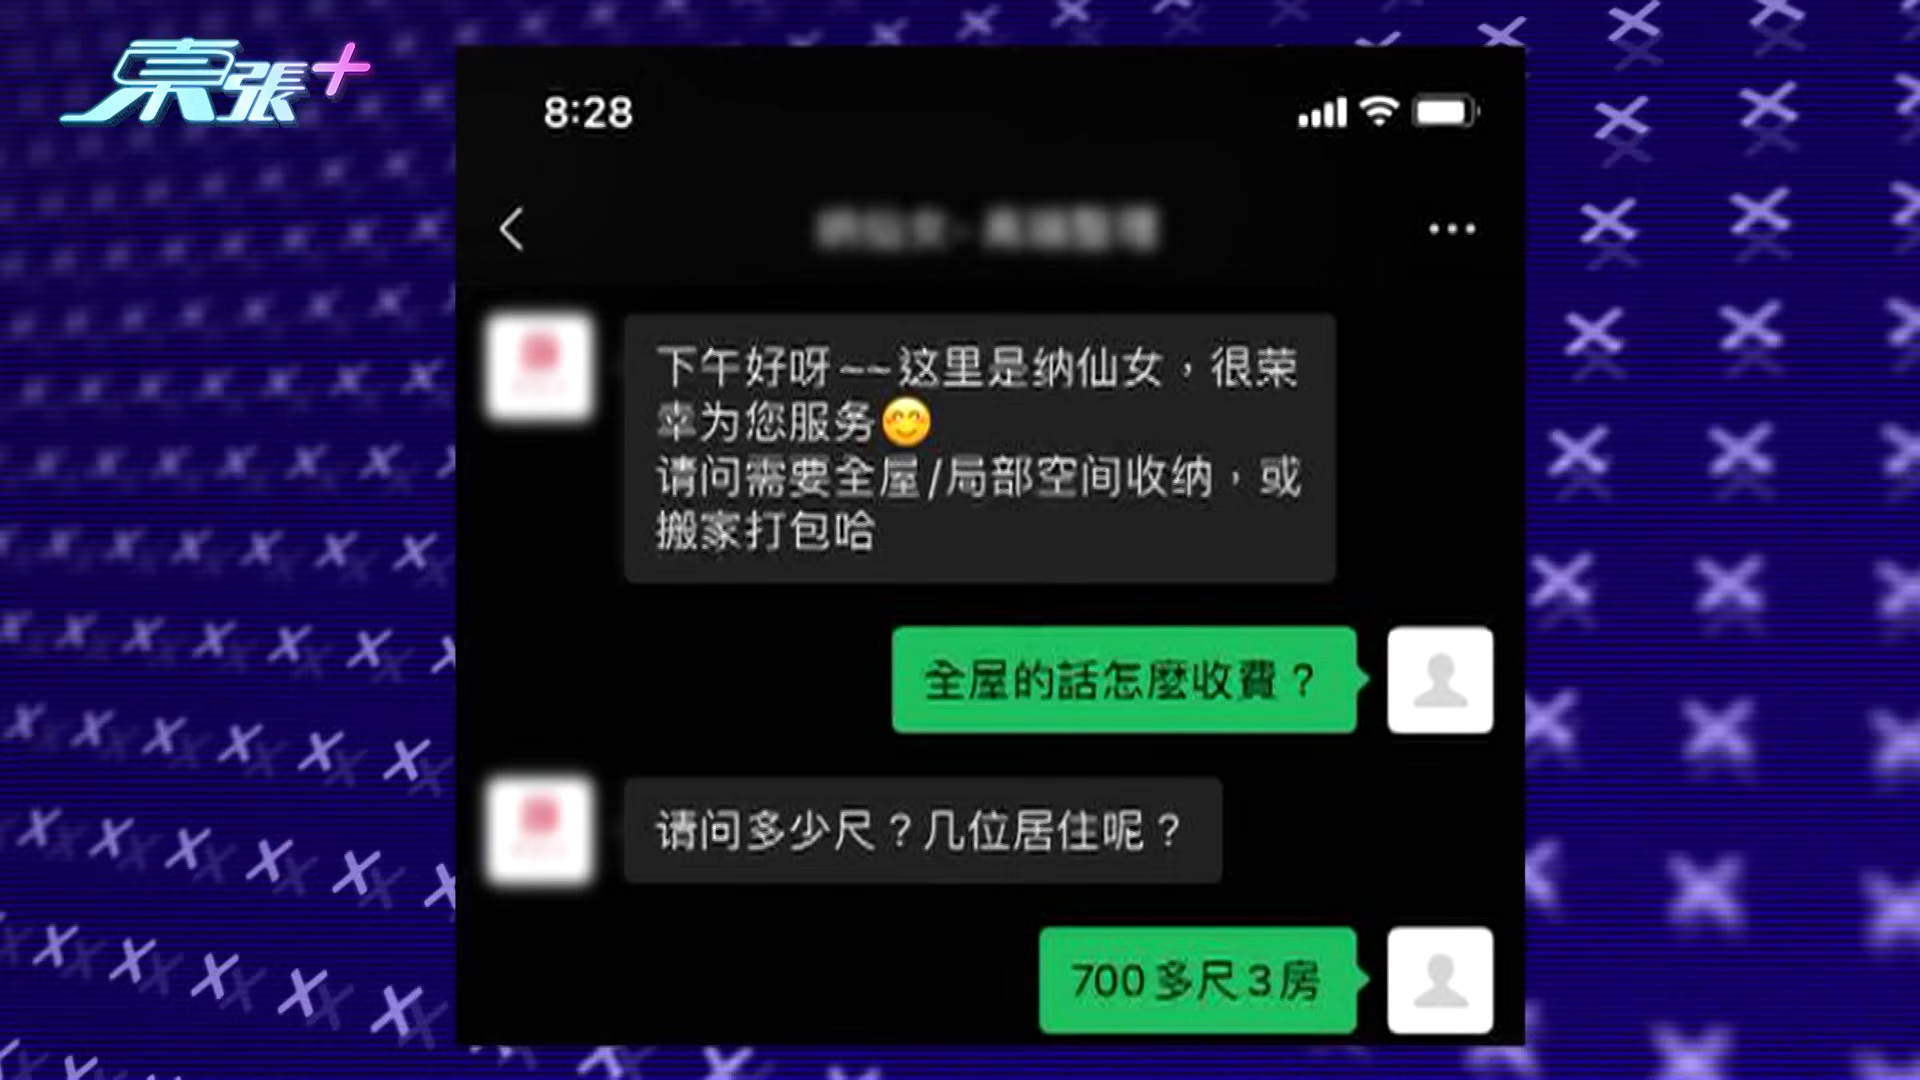 東張+
8:28
下午好呀~~这里是纳仙女，很荣
幸为您服务😊
请问需要全屋/局部空间收纳，或
搬家打包哈
全屋的話怎麼收費？
请问多少尺？几位居住呢？
700多尺3房